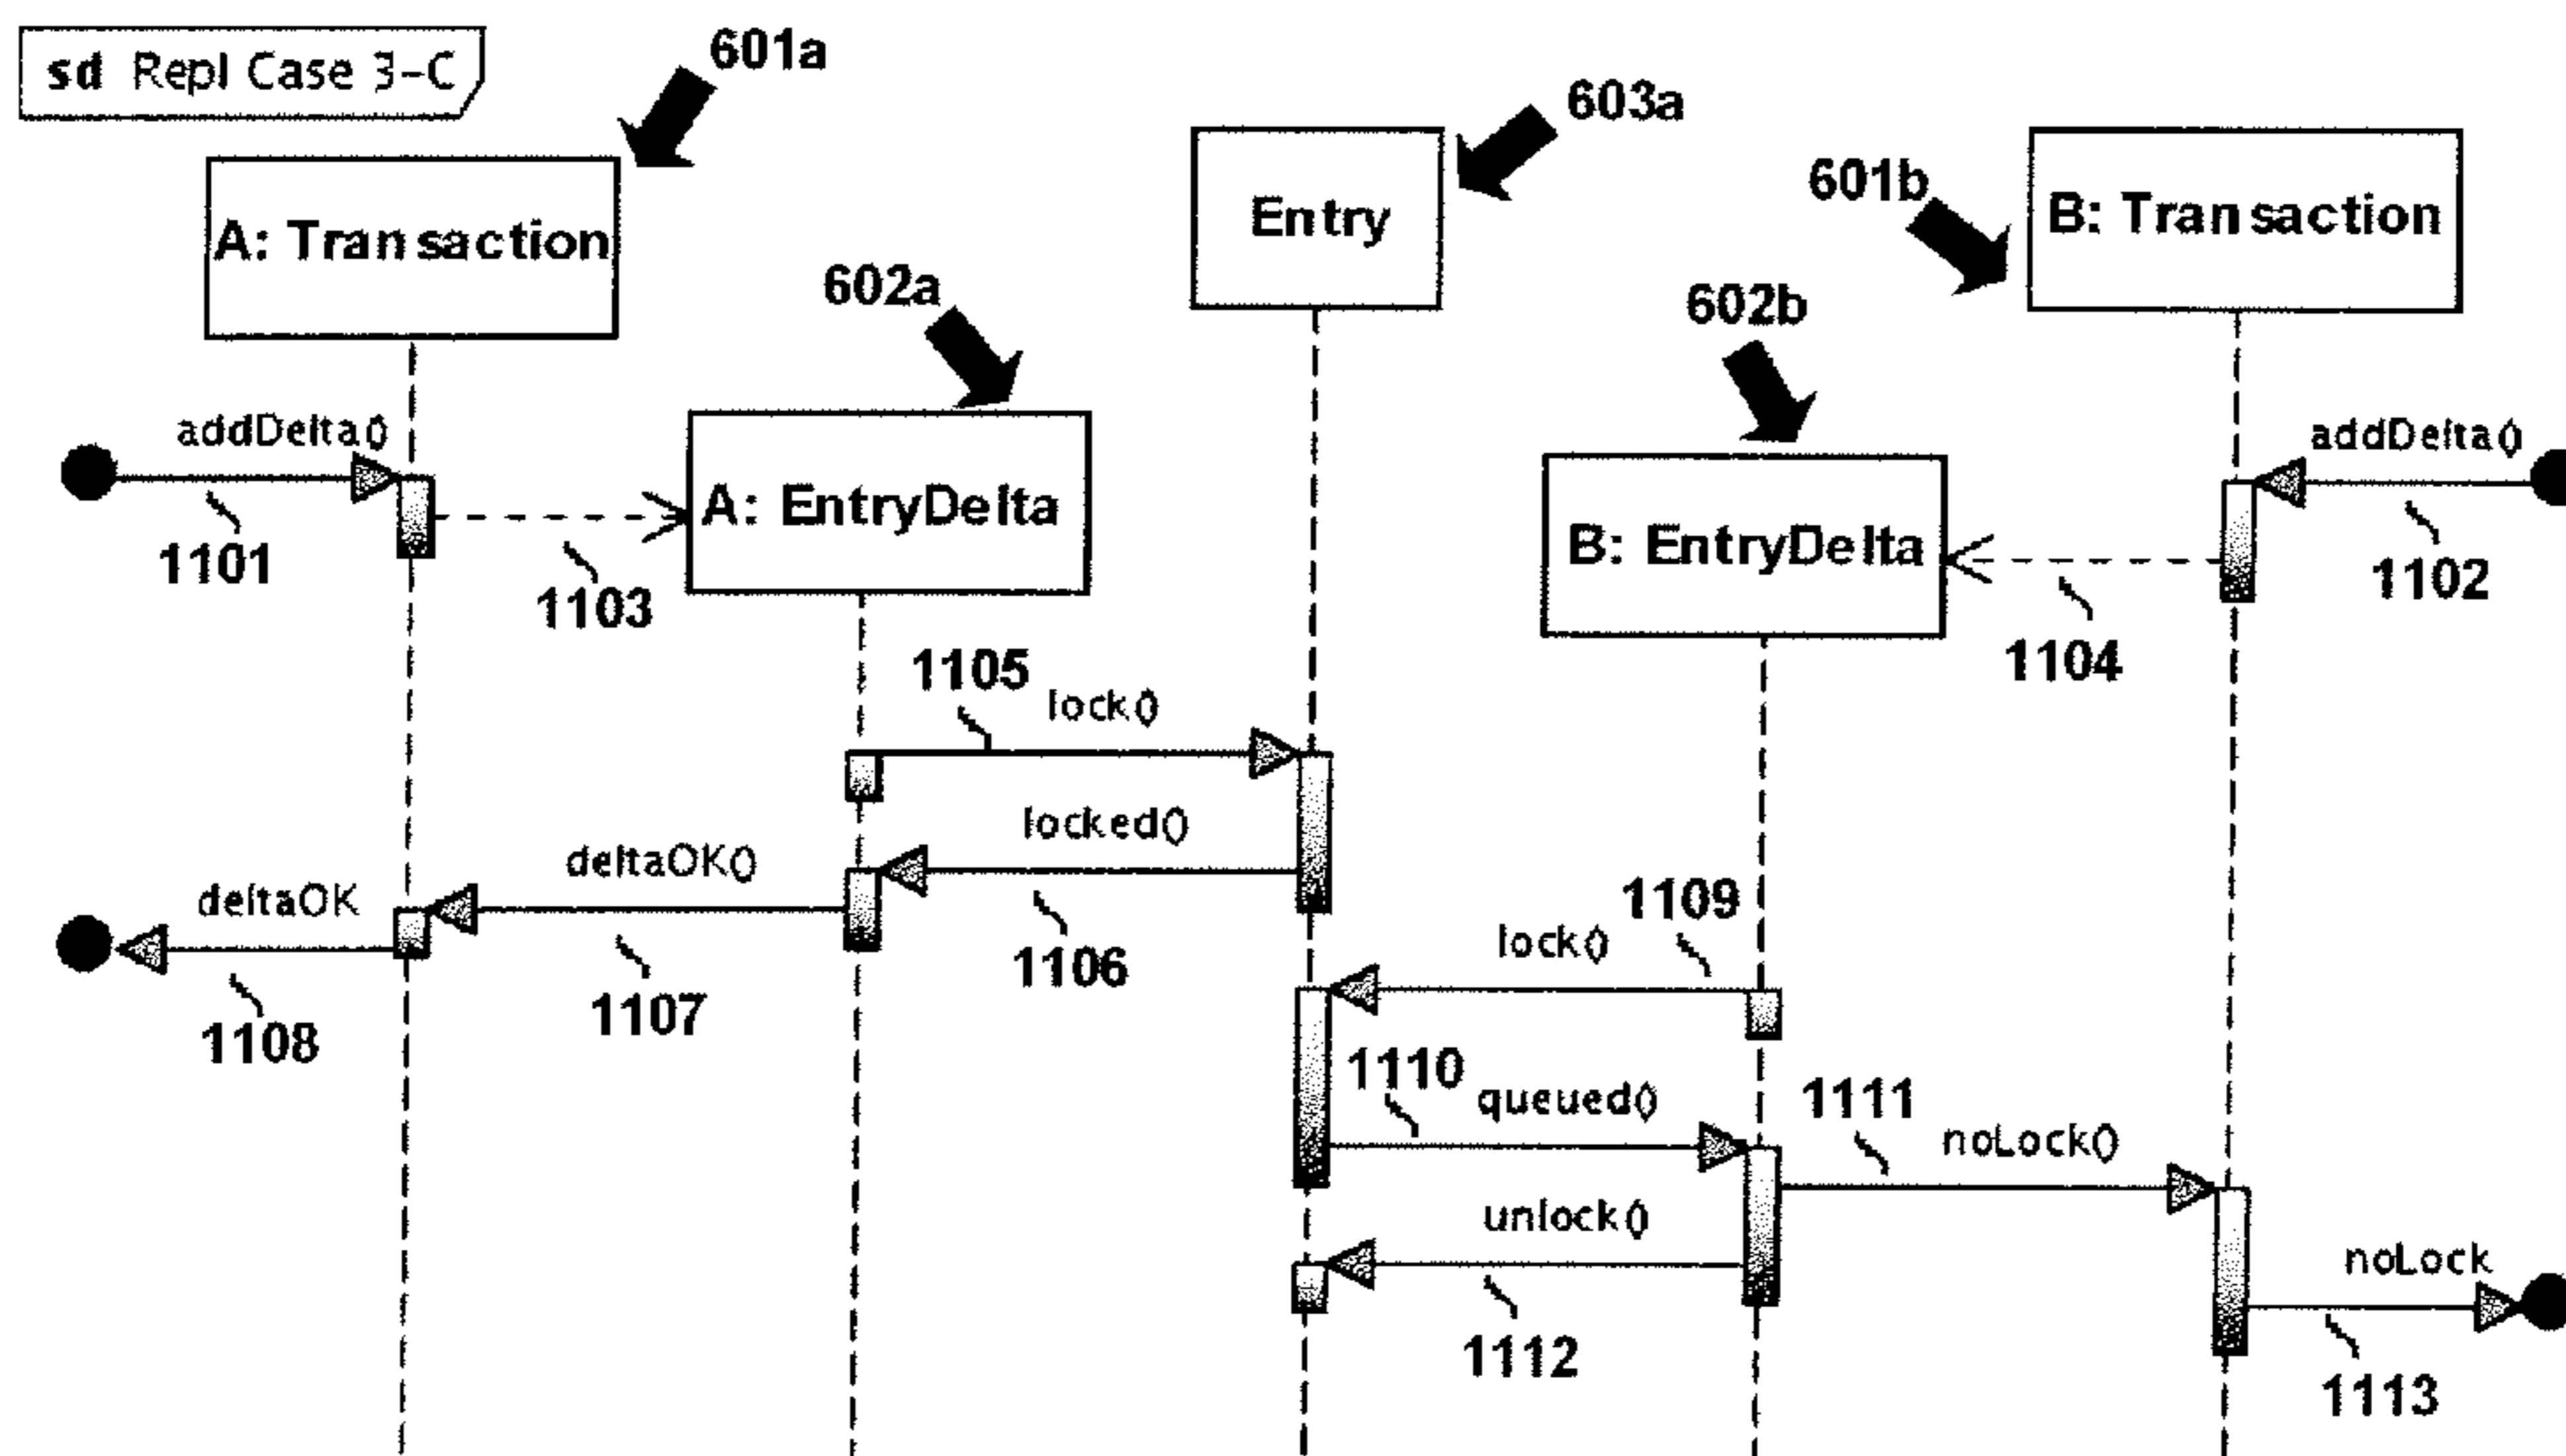 sd Repl Case 3-C
601a
603a
601b
A: Transaction
Entry
B: Transaction
602a
602b
addDelta()
addDelta()
A: EntryDelta
B: EntryDelta
1101
1103
1102
1104
1105
lock()
locked()
deltaOK()
deltaOK
1109
lock()
1106
1107
1108
1110
queued()
1111
noLock()
unlock()
noLock
1112
1113